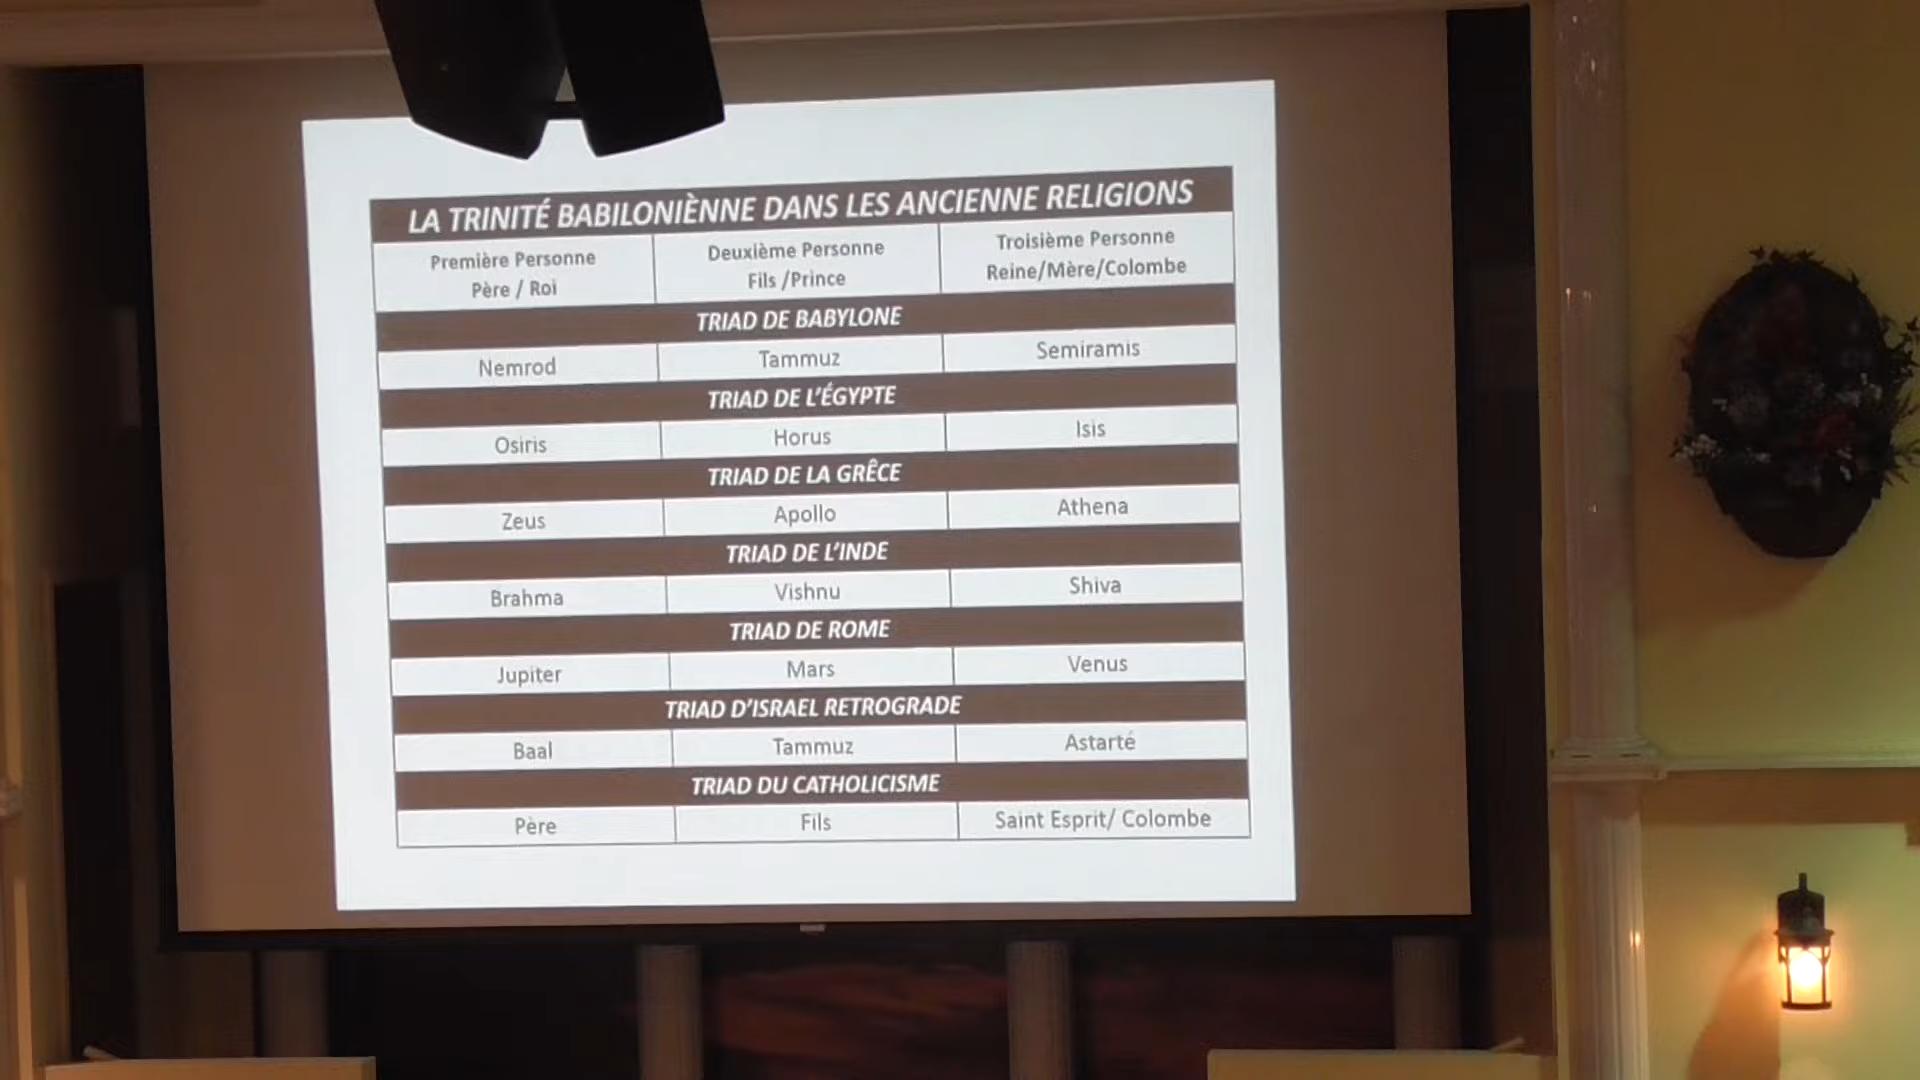 LA TRINITÉ BABILONIÈNNE DANS LES ANCIENNE RELIGIONS
Première Personne
Père / Roi
Deuxième Personne
Fils /Prince
Troisième Personne
Reine/Mère/Colombe
TRIAD DE BABYLONE
Nemrod Tammuz Semiramis
TRIAD DE L'ÉGYPTE
Osiris Horus Isis
TRIAD DE LA GRÊCE
Zeus Apollo Athena
TRIAD DE L'INDE
Brahma Vishnu Shiva
TRIAD DE ROME
Jupiter Mars Venus
TRIAD D'ISRAEL RETROGRADE
Baal Tammuz Astarté
TRIAD DU CATHOLICISME
Père Fils Saint Esprit/ Colombe